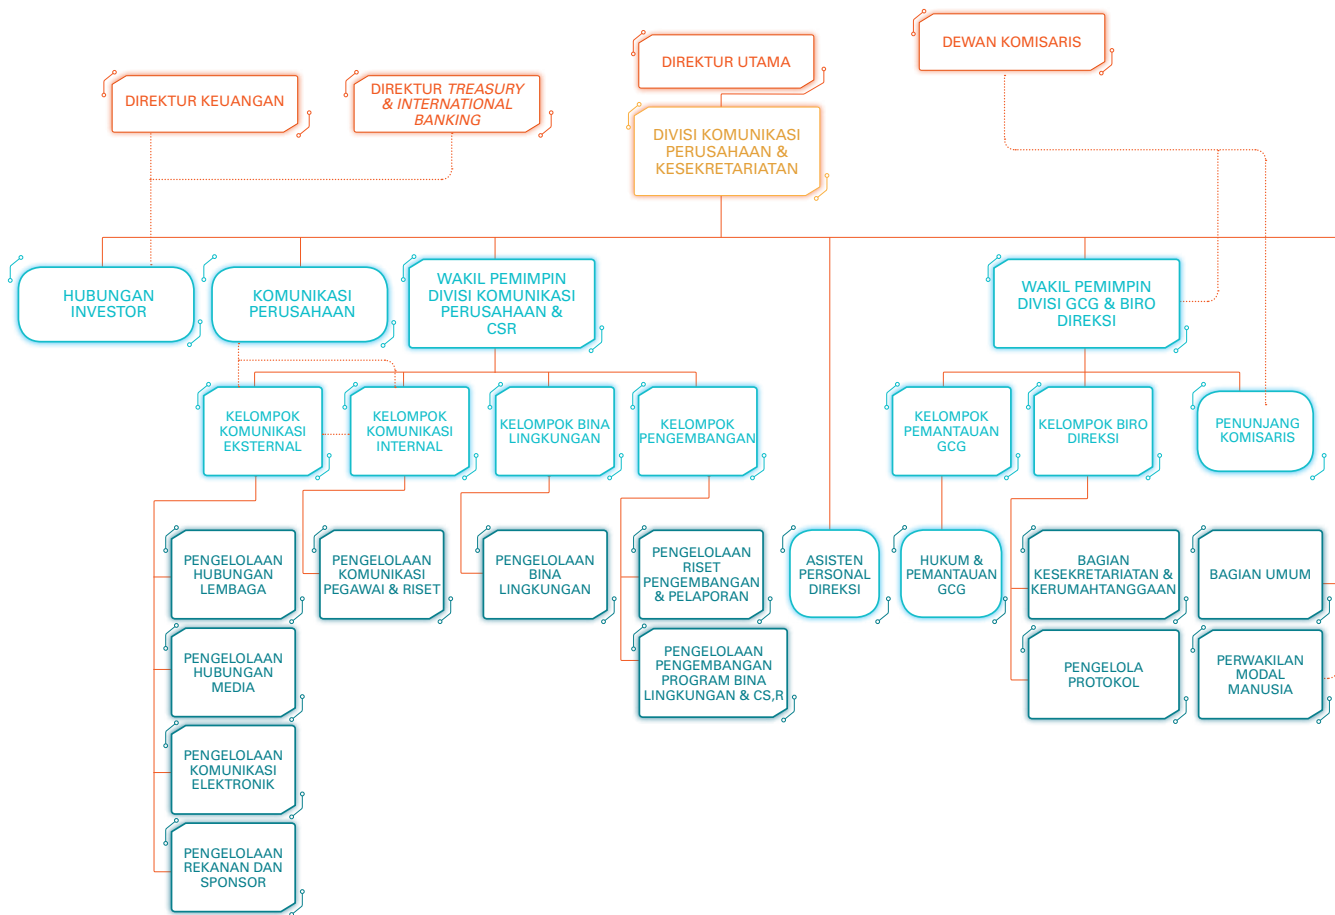 DEWAN KOMISARIS
DIREKTUR UTAMA
DIREKTUR KEUANGAN
DIREKTUR TREASURY
& INTERNATIONAL
BANKING
DIVISI KOMUNIKASI
PERUSAHAAN &
KESEKRETARIATAN
HUBUNGAN
INVESTOR
KOMUNIKASI
PERUSAHAAN
WAKIL PEMIMPIN
DIVISI KOMUNIKASI
PERUSAHAAN &
CSR
WAKIL PEMIMPIN
DIVISI GCG & BIRO
DIREKSI
KELOMPOK
KOMUNIKASI
EKSTERNAL
KELOMPOK
KOMUNIKASI
INTERNAL
KELOMPOK BINA
LINGKUNGAN
KELOMPOK
PENGEMBANGAN
KELOMPOK
PEMANTAUAN
GCG
KELOMPOK BIRO
DIREKSI
PENUNJANG
KOMISARIS
PENGELOLAAN
HUBUNGAN
LEMBAGA
PENGELOLAAN
KOMUNIKASI
PEGAWAI & RISET
PENGELOLAAN
BINA
LINGKUNGAN
PENGELOLAAN
RISET
PENGEMBANGAN
& PELAPORAN
ASISTEN
PERSONAL
DIREKSI
HUKUM &
PEMANTAUAN
GCG
BAGIAN
KESEKRETARIATAN &
KERUMAHTANGGAAN
BAGIAN UMUM
PENGELOLAAN
HUBUNGAN
MEDIA
PENGELOLAAN
PENGEMBANGAN
PROGRAM BINA
LINGKUNGAN & CS,R
PENGELOLA
PROTOKOL
PERWAKILAN
MODAL
MANUSIA
PENGELOLAAN
KOMUNIKASI
ELEKTRONIK
PENGELOLAAN
REKANAN DAN
SPONSOR